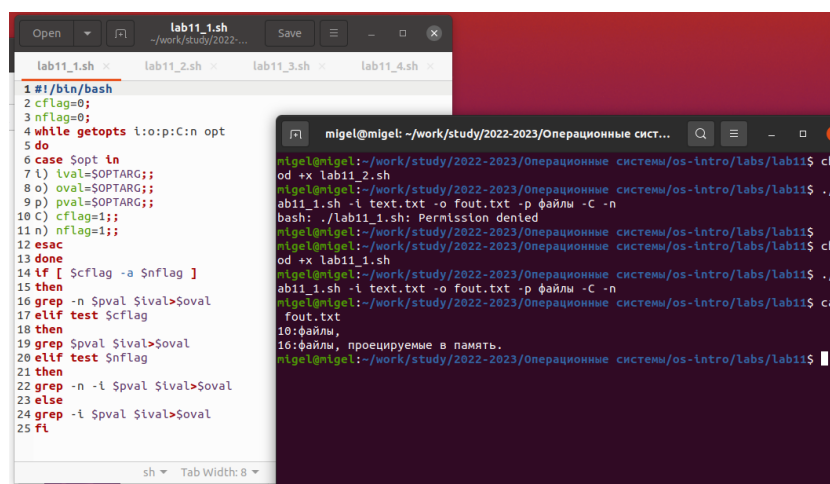 Open
lab11_1.sh
~/work/study/2022-...
Save
lab11_1.sh
lab11_2.sh
lab11_3.sh
lab11_4.sh
1 #!/bin/bash
2 cflag=0;
3 nflag=0;
4 while getopts i:o:p:C:n opt
5 do
6 case $opt in
7 i) ival=$OPTARG;;
8 o) oval=$OPTARG;;
9 p) pval=$OPTARG;;
10 C) cflag=1;;
11 n) nflag=1;;
12 esac
13 done
14 if [ $cflag -a $nflag ]
15 then
16 grep -n $pval $ival>$oval
17 elif test $cflag
18 then
19 grep $pval $ival>$oval
20 elif test $nflag
21 then
22 grep -n -i $pval $ival>$oval
23 else
24 grep -i $pval $ival>$oval
25 fi
sh
Tab Width: 8
migel@migel: ~/work/study/2022-2023/Операционные сист...
migel@migel:~/work/study/2022-2023/Операционные системы/os-intro/labs/lab11$ c
od +x lab11_2.sh
migel@migel:~/work/study/2022-2023/Операционные системы/os-intro/labs/lab11$ .
ab11_1.sh -i text.txt -o fout.txt -p файлы -C -n
bash: ./lab11_1.sh: Permission denied
migel@migel:~/work/study/2022-2023/Операционные системы/os-intro/labs/lab11$
migel@migel:~/work/study/2022-2023/Операционные системы/os-intro/labs/lab11$ c
od +x lab11_1.sh
migel@migel:~/work/study/2022-2023/Операционные системы/os-intro/labs/lab11$ .
ab11_1.sh -i text.txt -o fout.txt -p файлы -C -n
migel@migel:~/work/study/2022-2023/Операционные системы/os-intro/labs/lab11$ ca
fout.txt
10:файлы,
16:файлы, проецируемые в память.
migel@migel:~/work/study/2022-2023/Операционные системы/os-intro/labs/lab11$